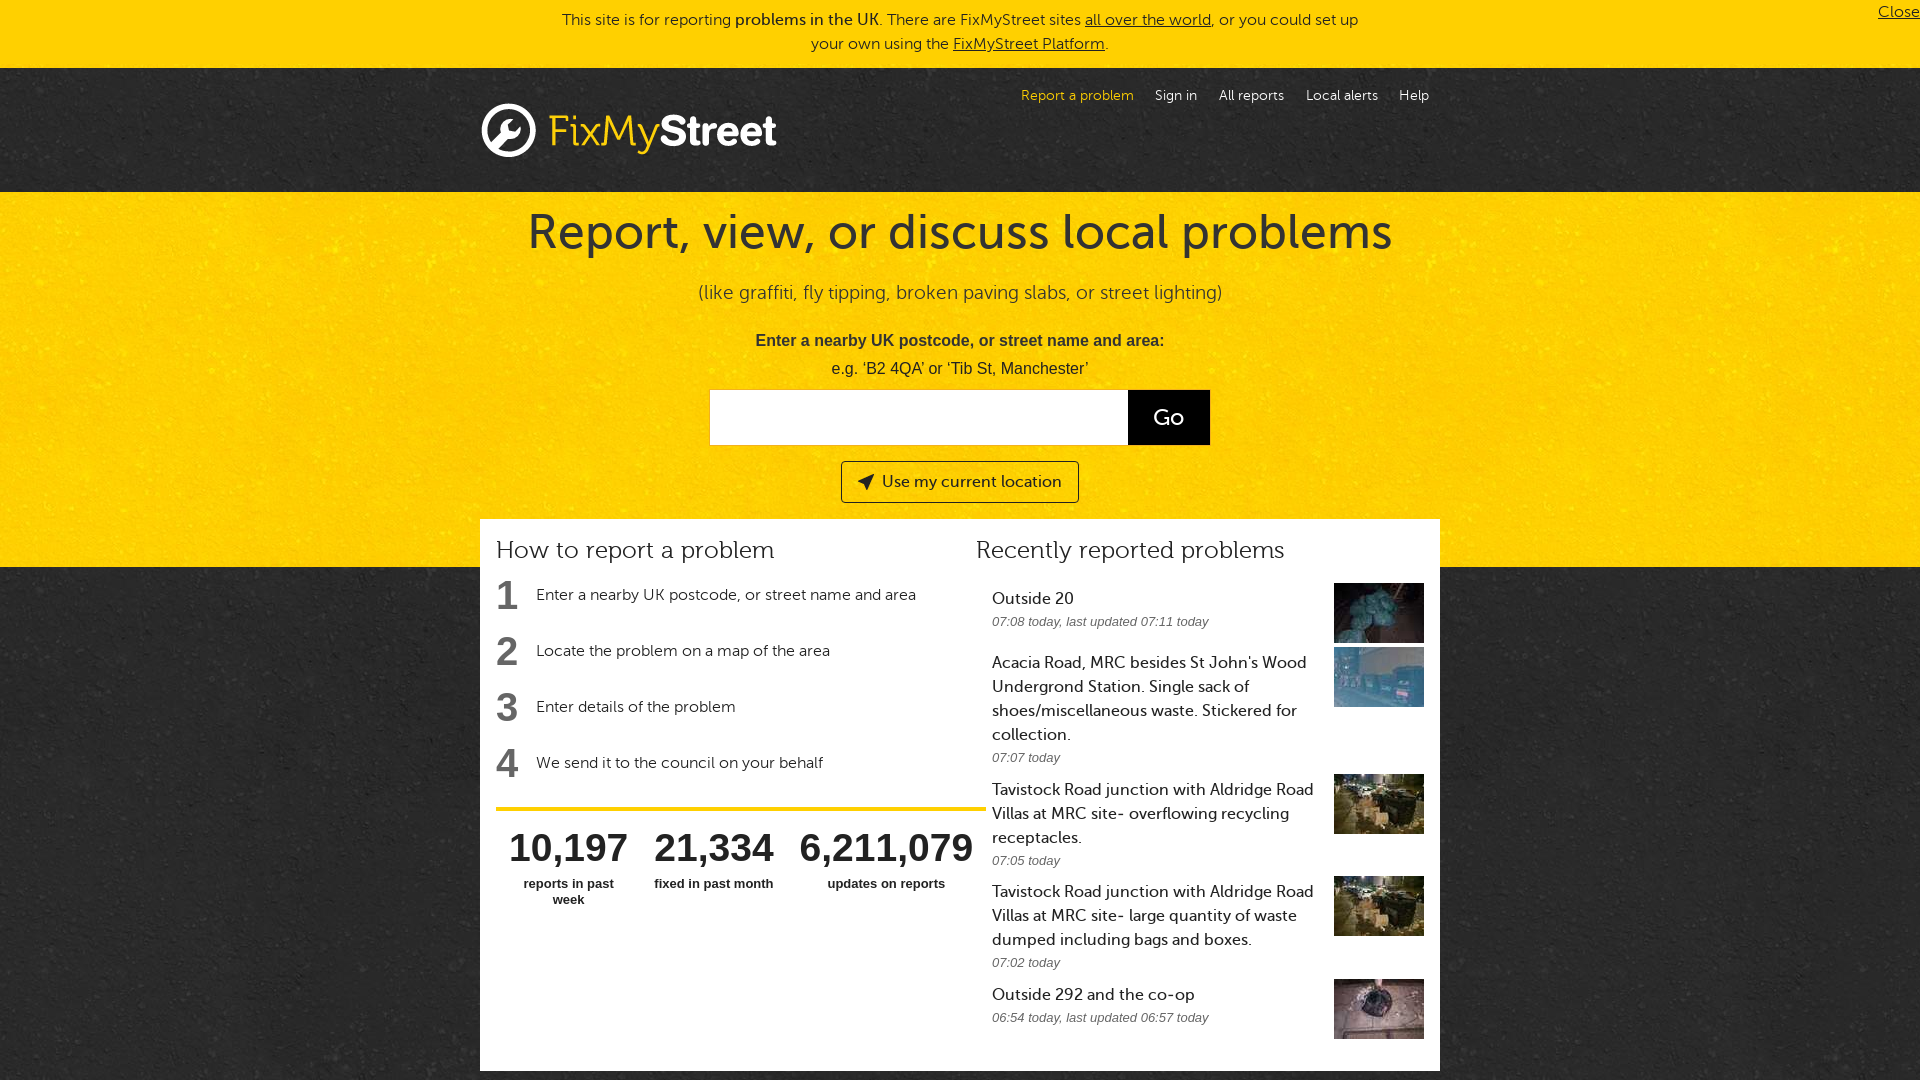 This site is for reporting problems in the UK. There are FixMyStreet sites all over the world, or you could set up
your own using the FixMyStreet Platform.
Close
Report a problem
Sign in
All reports
Local alerts
Help
FixMyStreet
Report, view, or discuss local problems
(like graffiti, fly tipping, broken paving slabs, or street lighting)
Enter a nearby UK postcode, or street name and area:
e.g. ‘B2 4QA’ or ‘Tib St, Manchester’
Go
Use my current location
How to report a problem
1 Enter a nearby UK postcode, or street name and area
2 Locate the problem on a map of the area
3 Enter details of the problem
4 We send it to the council on your behalf
10,197
reports in past
week
21,334
fixed in past month
6,211,079
updates on reports
Recently reported problems
Outside 20
07:08 today, last updated 07:11 today
Acacia Road, MRC besides St John's Wood
Undergrond Station. Single sack of
shoes/miscellaneous waste. Stickered for
collection.
07:07 today
Tavistock Road junction with Aldridge Road
Villas at MRC site- overflowing recycling
receptacles.
07:05 today
Tavistock Road junction with Aldridge Road
Villas at MRC site- large quantity of waste
dumped including bags and boxes.
07:02 today
Outside 292 and the co-op
06:54 today, last updated 06:57 today